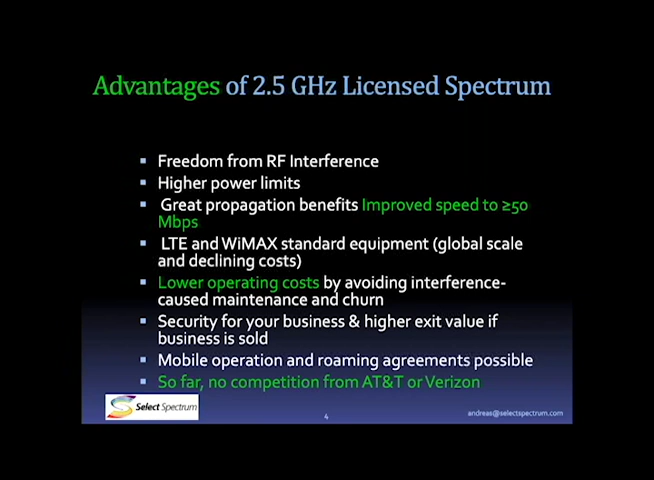 Advantages of 2.5 GHz Licensed Spectrum
Freedom from RF Interference
Higher power limits
Great propagation benefits Improved speed to ≥50
Mbps
LTE and WiMAX standard equipment (global scale
and declining costs)
Lower operating costs by avoiding interference-
caused maintenance and churn
Security for your business & higher exit value if
business is sold
Mobile operation and roaming agreements possible
So far, no competition from AT&T or Verizon
Select Spectrum
4
andreas@selectspectrum.com